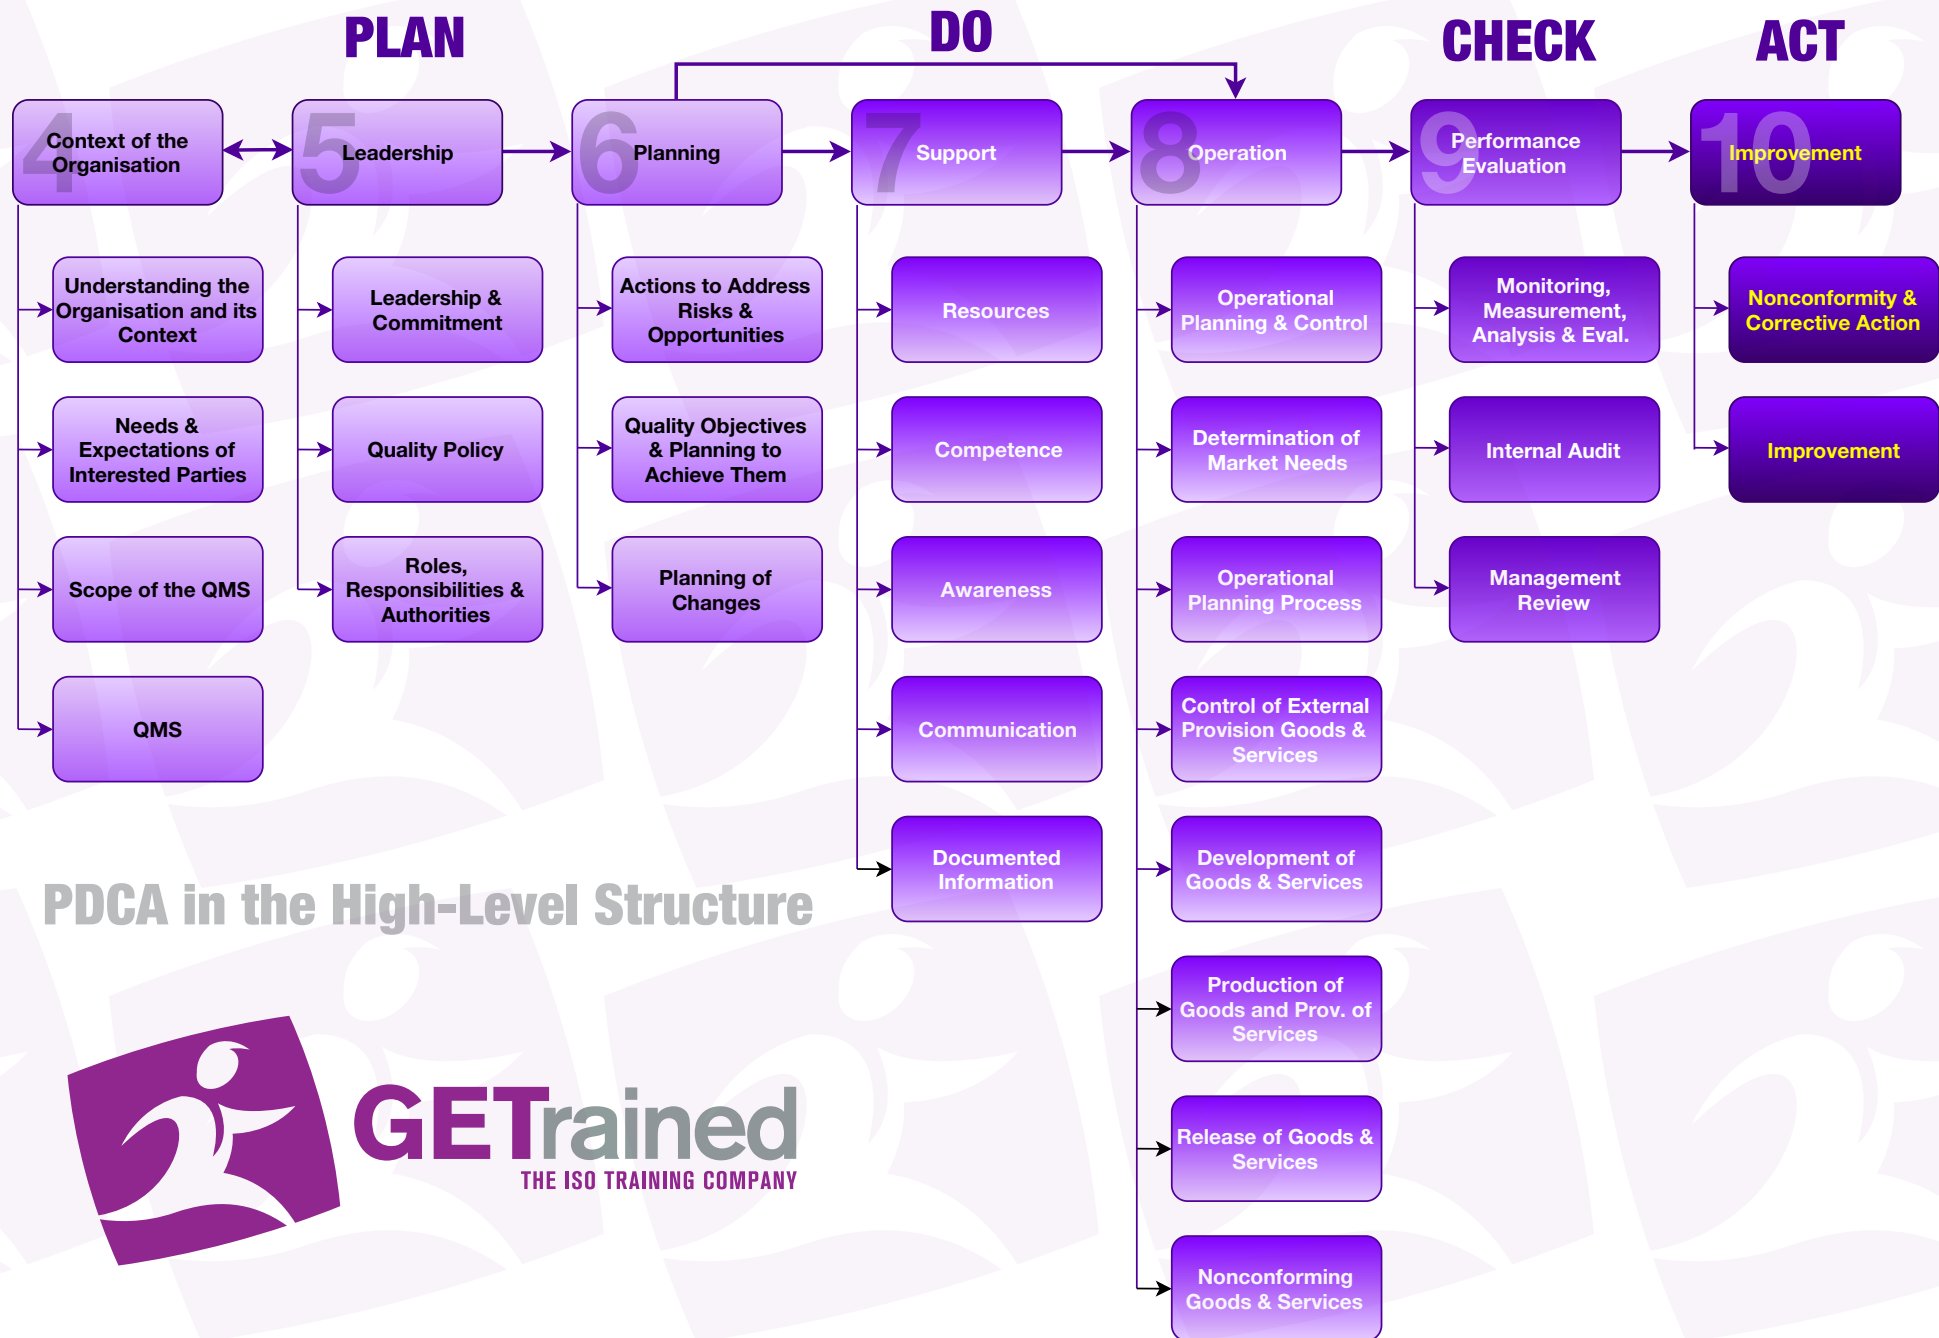 PLAN
DO
CHECK
ACT
4
Context of the
Organisation
5
Leadership
6
Planning
7
Support
8
Operation
9
Performance
Evaluation
10
Improvement
Understanding the
Organisation and its
Context
Needs &
Expectations of
Interested Parties
Scope of the QMS
QMS
Leadership &
Commitment
Quality Policy
Roles,
Responsibilities &
Authorities
Actions to Address
Risks &
Opportunities
Quality Objectives
& Planning to
Achieve Them
Planning of
Changes
Resources
Competence
Awareness
Communication
Documented
Information
Operational
Planning & Control
Determination of
Market Needs
Operational
Planning Process
Control of External
Provision Goods &
Services
Development of
Goods & Services
Production of
Goods and Prov. of
Services
Release of Goods &
Services
Nonconforming
Goods & Services
Monitoring,
Measurement,
Analysis & Eval.
Internal Audit
Management
Review
Nonconformity &
Corrective Action
Improvement
PDCA in the High-Level Structure
GETrained
THE ISO TRAINING COMPANY